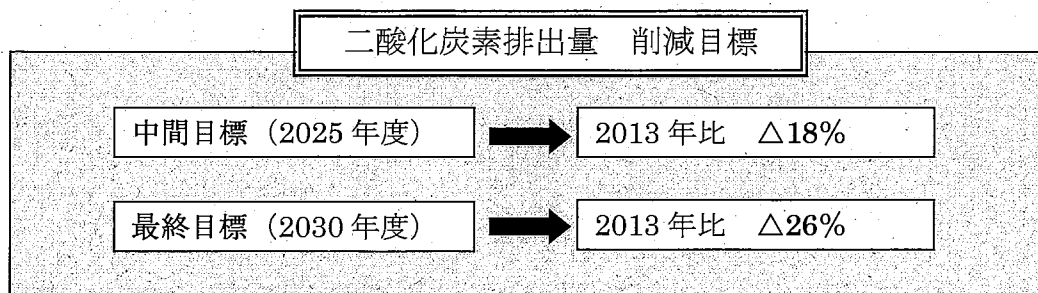 二酸化炭素排出量　削減目標
中間目標（2025 年度）
2013 年比　△18%
最終目標（2030 年度）
2013 年比　△26%